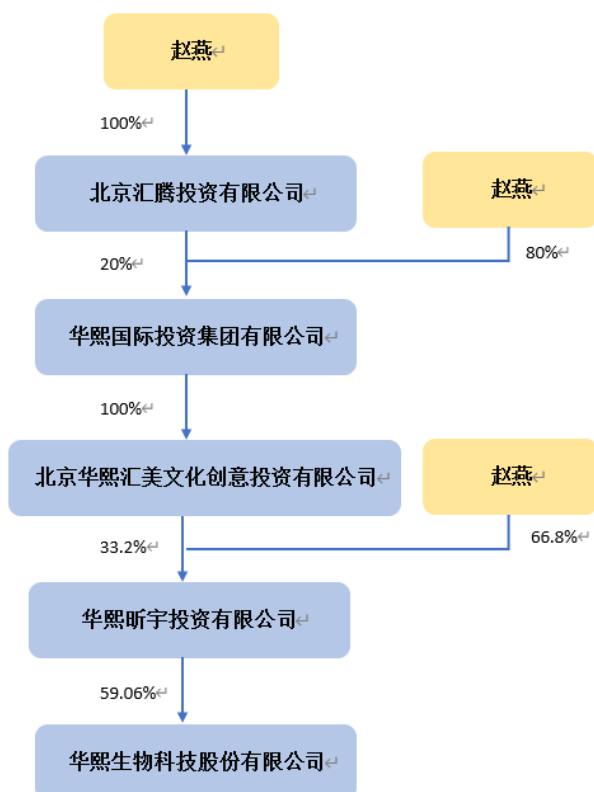 赵燕
100%
北京汇腾投资有限公司
赵燕
20%
80%
华熙国际投资集团有限公司
100%
北京华熙汇美文化创意投资有限公司
赵燕
33.2%
66.8%
华熙昕宇投资有限公司
59.06%
华熙生物科技股份有限公司